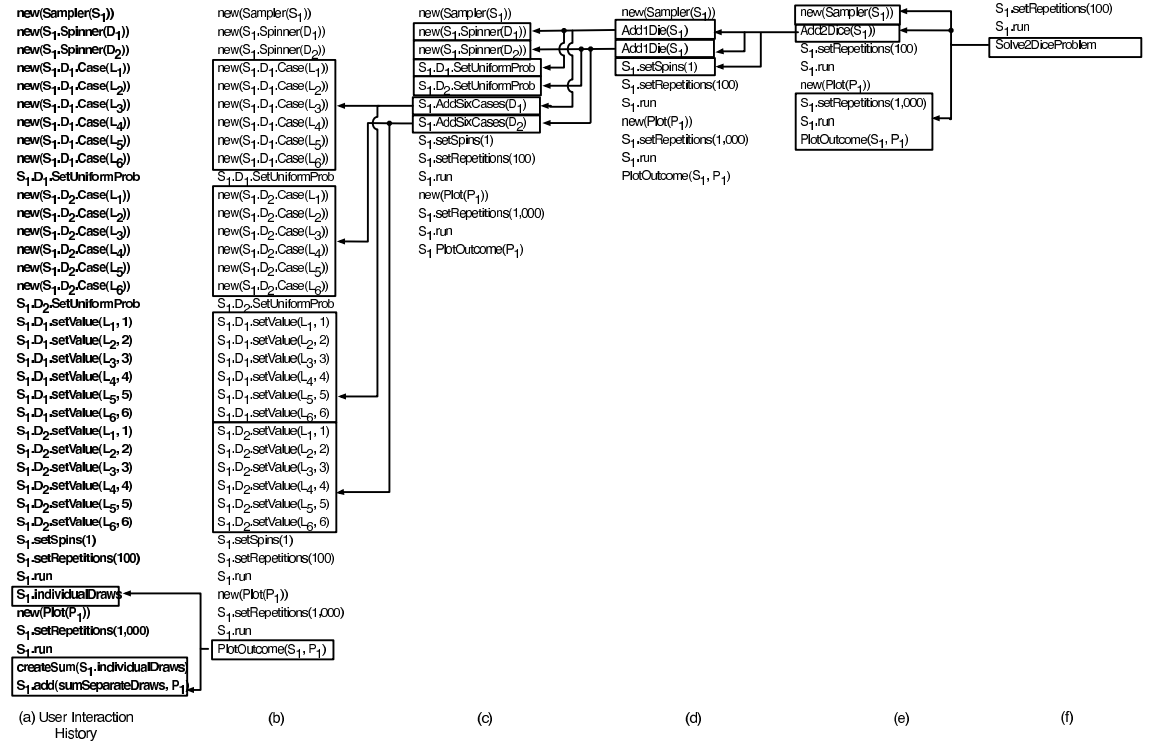 new(Sampler(S1))
new(S1.Spinner(D1))
new(S1.Spinner(D2))
new(S1.D1.Case(L1))
new(S1.D1.Case(L2))
new(S1.D1.Case(L3))
new(S1.D1.Case(L4))
new(S1.D1.Case(L5))
new(S1.D1.Case(L6))
S1.D1.SetUniformProb
new(S1.D2.Case(L1))
new(S1.D2.Case(L2))
new(S1.D2.Case(L3))
new(S1.D2.Case(L4))
new(S1.D2.Case(L5))
new(S1.D2.Case(L6))
S1.D2.SetUniformProb
S1.D1.setValue(L1, 1)
S1.D1.setValue(L2, 2)
S1.D1.setValue(L3, 3)
S1.D1.setValue(L4, 4)
S1.D1.setValue(L5, 5)
S1.D1.setValue(L6, 6)
S1.D2.setValue(L1, 1)
S1.D2.setValue(L2, 2)
S1.D2.setValue(L3, 3)
S1.D2.setValue(L4, 4)
S1.D2.setValue(L5, 5)
S1.D2.setValue(L6, 6)
S1.setSpins(1)
S1.setRepetitions(100)
S1.run
S1.individualDraws
new(Plot(P1))
S1.setRepetitions(1,000)
S1.run
createSum(S1.individualDraws)
S1.add(sumSeparateDraws, P1)
(a) User Interaction
History
new(Sampler(S1))
new(S1.Spinner(D1))
new(S1.Spinner(D2))
new(S1.D1.Case(L1))
new(S1.D1.Case(L2))
new(S1.D1.Case(L3))
new(S1.D1.Case(L4))
new(S1.D1.Case(L5))
new(S1.D1.Case(L6))
S1.D1.SetUniformProb
new(S1.D2.Case(L1))
new(S1.D2.Case(L2))
new(S1.D2.Case(L3))
new(S1.D2.Case(L4))
new(S1.D2.Case(L5))
new(S1.D2.Case(L6))
S1.D2.SetUniformProb
S1.D1.setValue(L1, 1)
S1.D1.setValue(L2, 2)
S1.D1.setValue(L3, 3)
S1.D1.setValue(L4, 4)
S1.D1.setValue(L5, 5)
S1.D1.setValue(L6, 6)
S1.D2.setValue(L1, 1)
S1.D2.setValue(L2, 2)
S1.D2.setValue(L3, 3)
S1.D2.setValue(L4, 4)
S1.D2.setValue(L5, 5)
S1.D2.setValue(L6, 6)
S1.setSpins(1)
S1.setRepetitions(100)
S1.run
new(Plot(P1))
S1.setRepetitions(1,000)
S1.run
PlotOutcome(S1, P1)
(b)
new(Sampler(S1))
new(S1.Spinner(D1))
new(S1.Spinner(D2))
S1.D1.SetUniformProb
S1.D2.SetUniformProb
S1.AddSixCases(D1)
S1.AddSixCases(D2)
S1.setSpins(1)
S1.setRepetitions(100)
S1.run
new(Plot(P1))
S1.setRepetitions(1,000)
S1.run
S1 PlotOutcome(P1)
(c)
new(Sampler(S1))
Add1Die(S1)
Add1Die(S1)
S1.setSpins(1)
S1.setRepetitions(100)
S1.run
new(Plot(P1))
S1.setRepetitions(1,000)
S1.run
PlotOutcome(S1, P1)
(d)
new(Sampler(S1))
Add2Dice(S1))
S1.setRepetitions(100)
S1.run
new(Plot(P1))
S1.setRepetitions(1,000)
S1.run
PlotOutcome(S1, P1)
(e)
S1.setRepetitions(100)
S1.run
Solve2DiceProblem
(f)